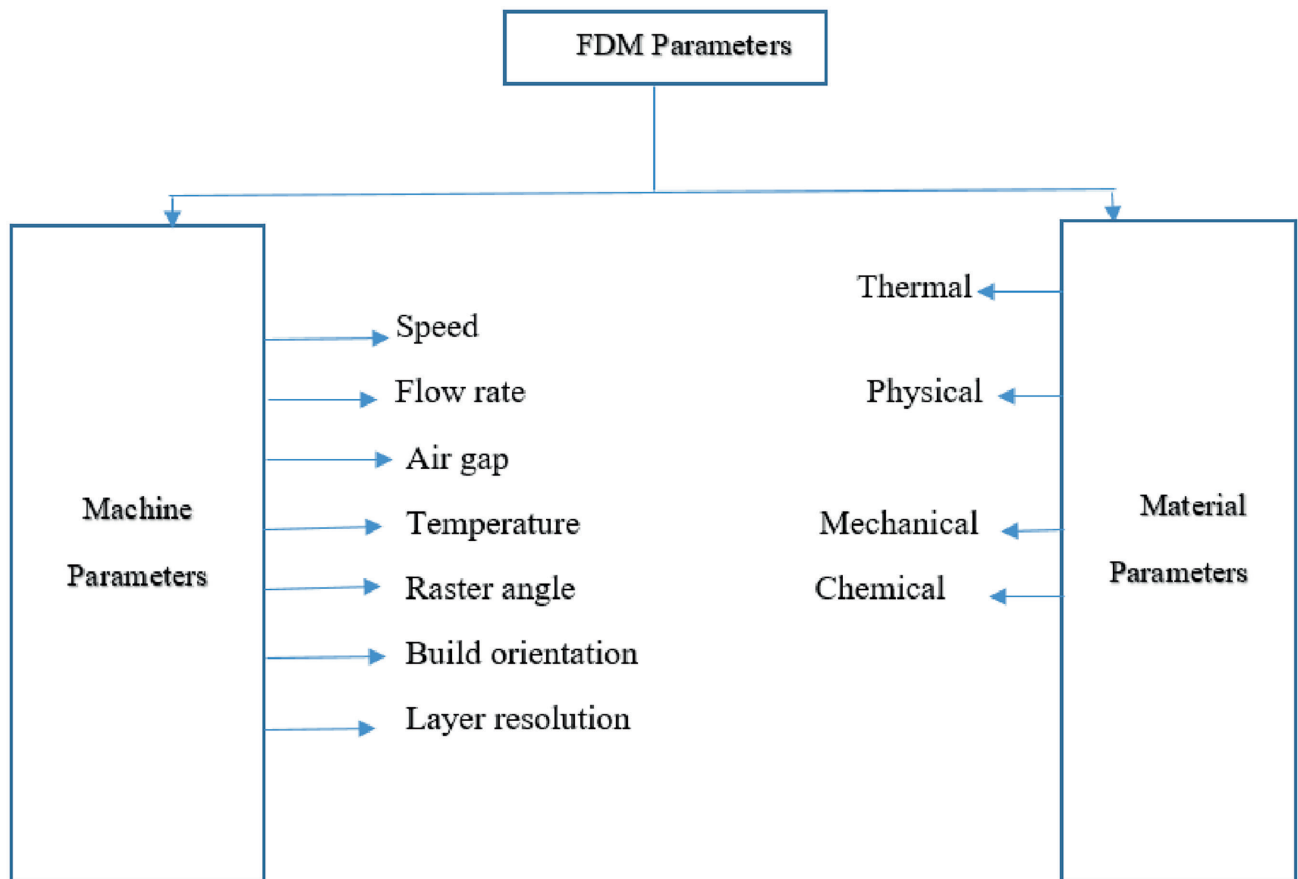 FDM Parameters
Machine
Parameters
Speed
Flow rate
Air gap
Temperature
Raster angle
Build orientation
Layer resolution
Thermal
Physical
Mechanical
Chemical
Material
Parameters